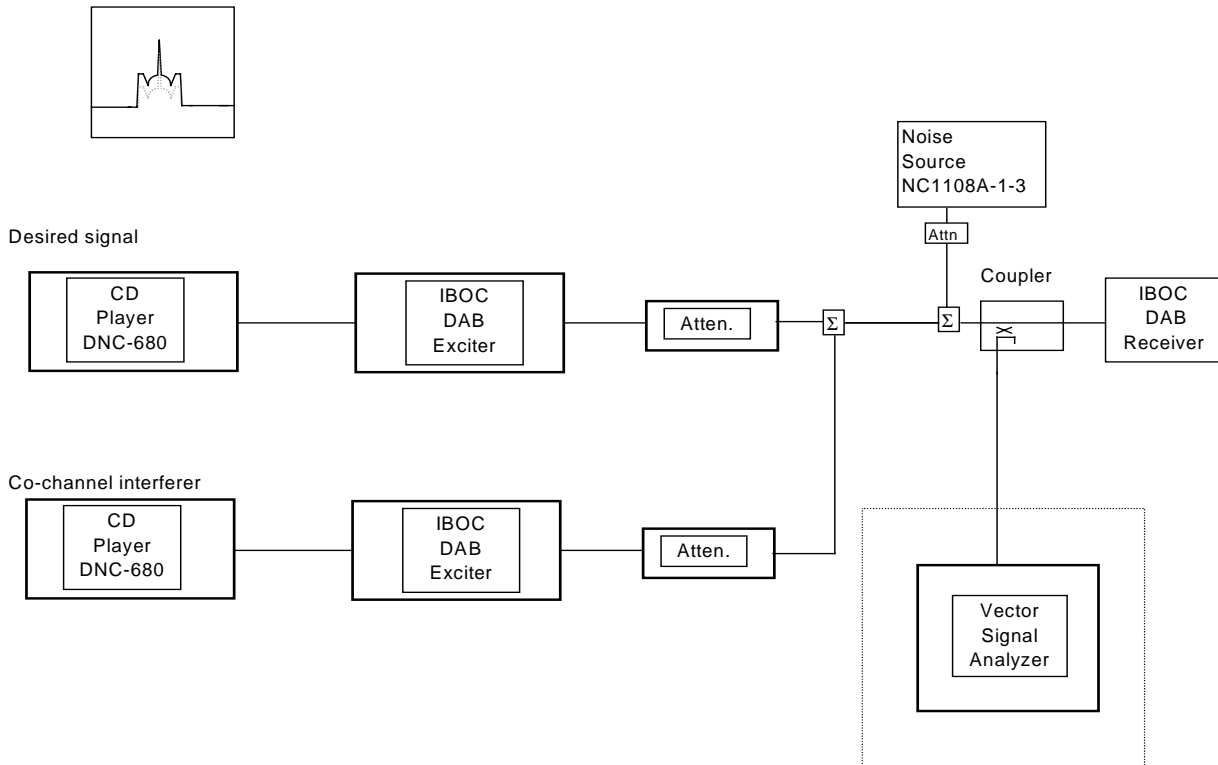 Noise
Source
NC1108A-1-3
Attn
Desired signal
CD
Player
DNC-680
IBOC
DAB
Exciter
Atten.
Σ
Σ
Coupler
IBOC
DAB
Receiver
Co-channel interferer
CD
Player
DNC-680
IBOC
DAB
Exciter
Atten.
Vector
Signal
Analyzer